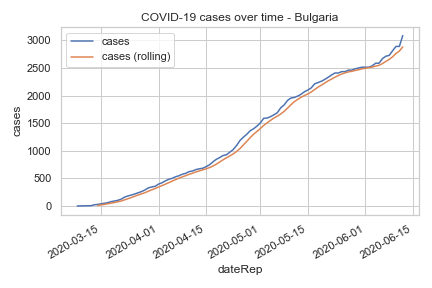 COVID-19 cases over time - Bulgaria
cases
cases (rolling)
3000
2500
2000
1500
1000
500
0
cases
2020-03-15
2020-04-01
2020-04-15
2020-05-01
2020-05-15
2020-06-01
2020-06-15
dateRep